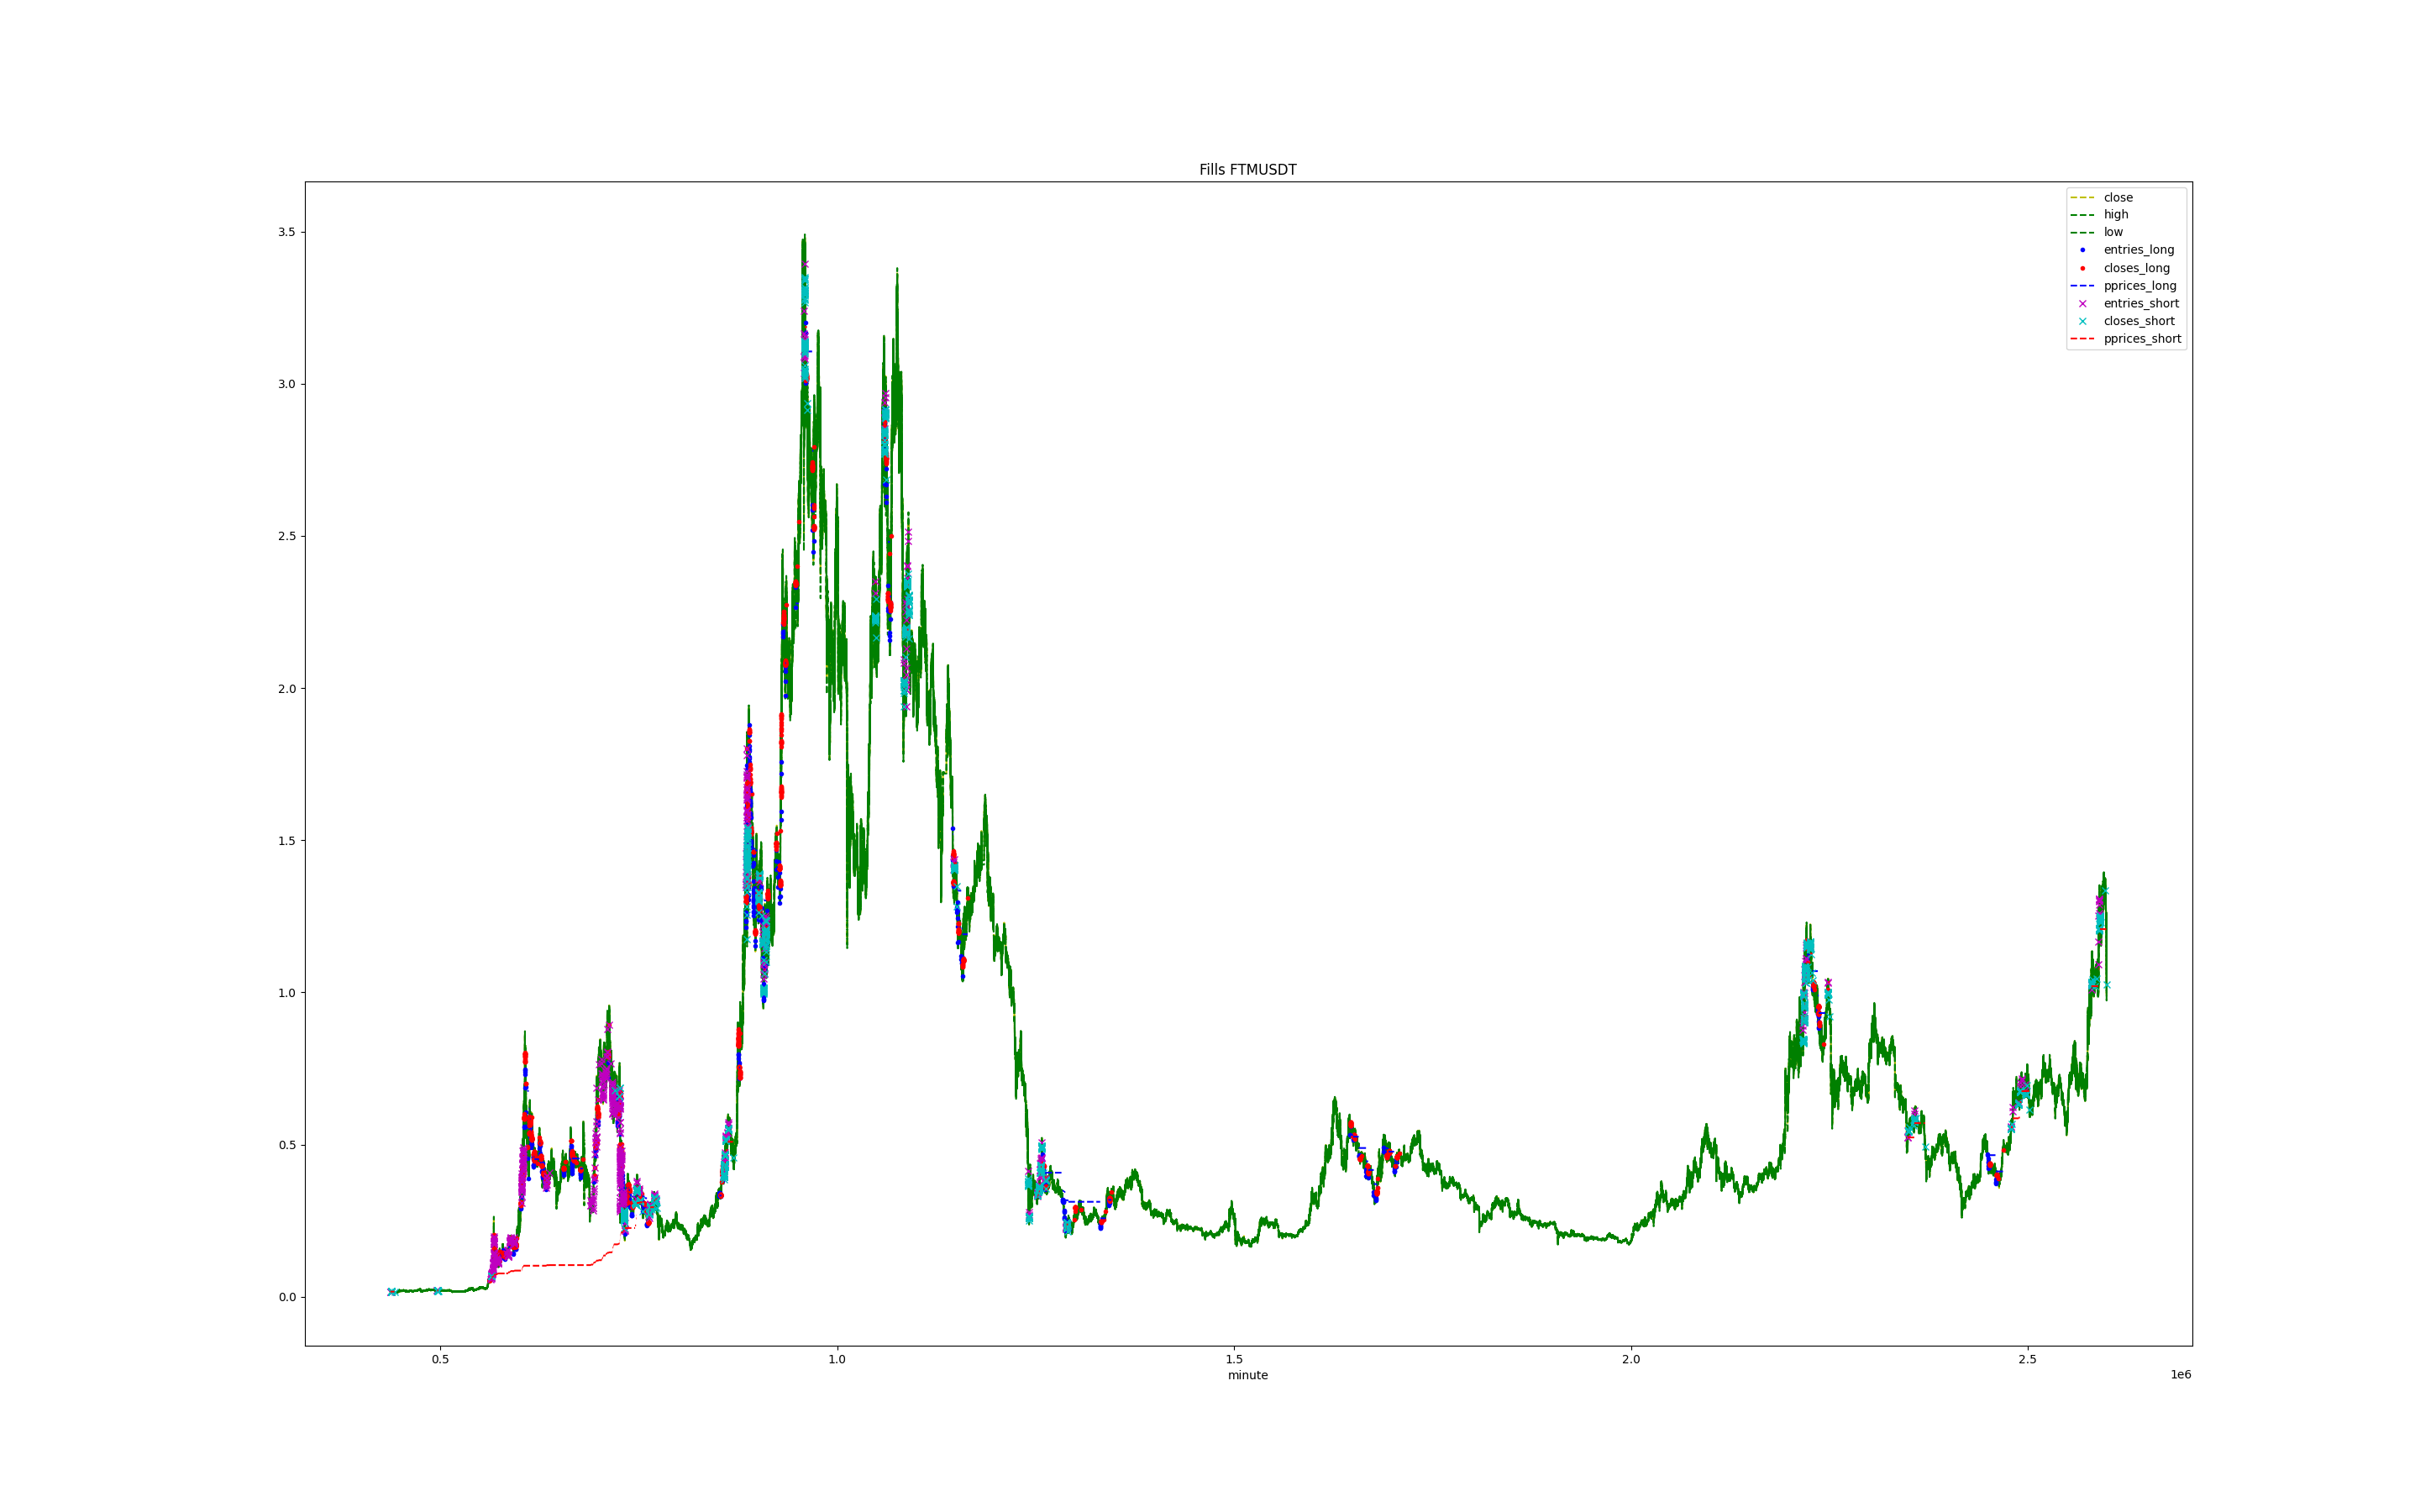 Fills FTMUSDT
close
high
low
entries_long
closes_long
pprices_long
entries_short
closes_short
pprices_short
3.5
3.0
2.5
2.0
1.5
1.0
0.5
0.0
0.5
1.0
1.5
2.0
2.5
minute
1e6